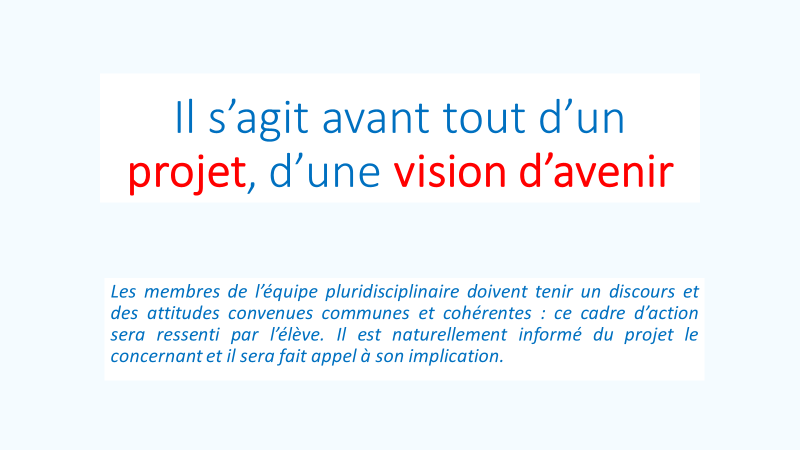 Il s’agit avant tout d’un
projet, d’une vision d’avenir
Les membres de l’équipe pluridisciplinaire doivent tenir un discours et
des attitudes convenues communes et cohérentes : ce cadre d’action
sera ressenti par l’élève. Il est naturellement informé du projet le
concernant et il sera fait appel à son implication.